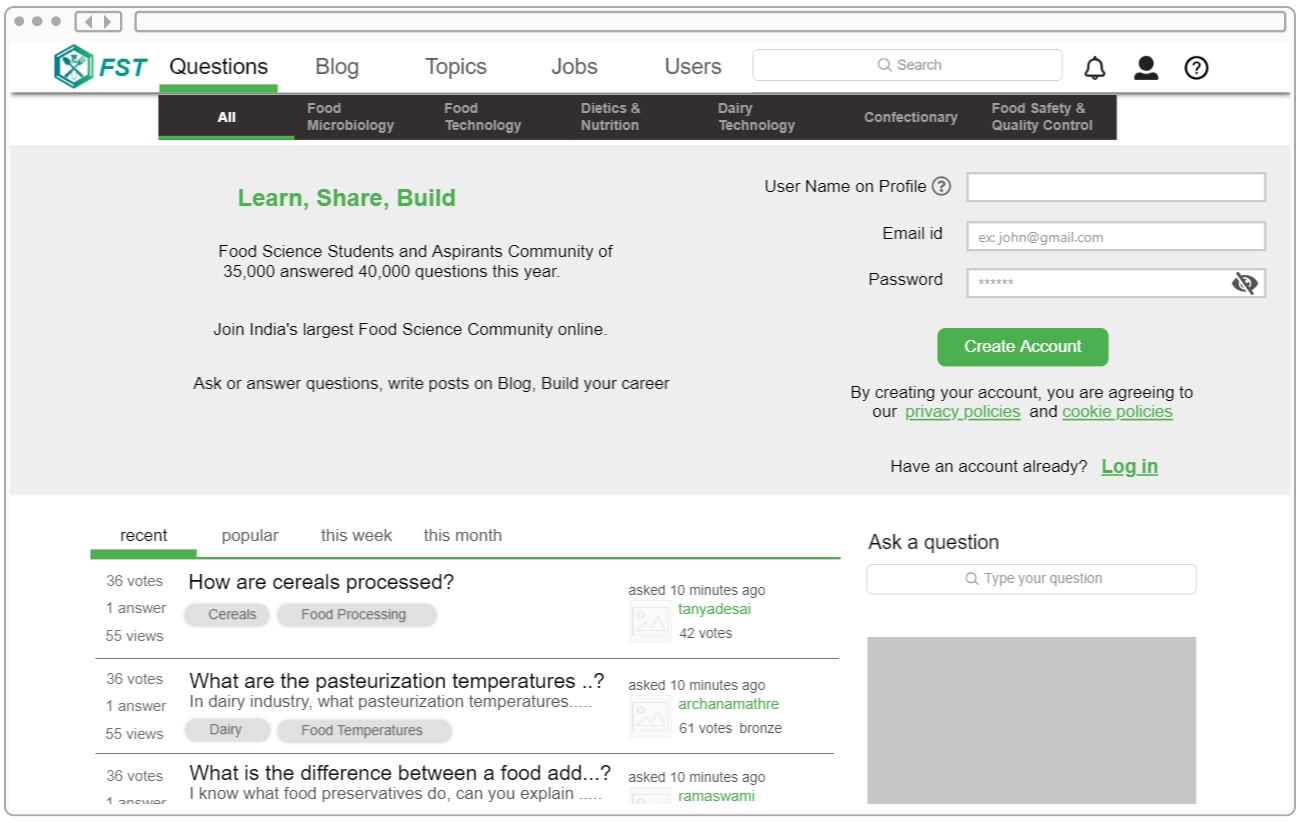 FST
Questions Blog Topics Jobs Users Search
All
Food Microbiology
Food Technology
Dietics & Nutrition
Dairy Technology
Confectionary
Food Safety & Quality Control
Learn, Share, Build
Food Science Students and Aspirants Community of
35,000 answered 40,000 questions this year.
Join India's largest Food Science Community online.
Ask or answer questions, write posts on Blog, Build your career
User Name on Profile ?
Email id ex: john@gmail.com
Password ******
Create Account
By creating your account, you are agreeing to
our privacy policies and cookie policies
Have an account already? Log in
recent popular this week this month
36 votes
1 answer
55 views
How are cereals processed?
Cereals Food Processing
asked 10 minutes ago
tanyadesai
42 votes
36 votes
1 answer
55 views
What are the pasteurization temperatures ..?
In dairy industry, what pasteurization temperatures.....
Dairy Food Temperatures
asked 10 minutes ago
archanamathre
61 votes bronze
36 votes
1 answer
What is the difference between a food add...?
I know what food preservatives do, can you explain .....
asked 10 minutes ago
ramaswami
Ask a question
Type your question